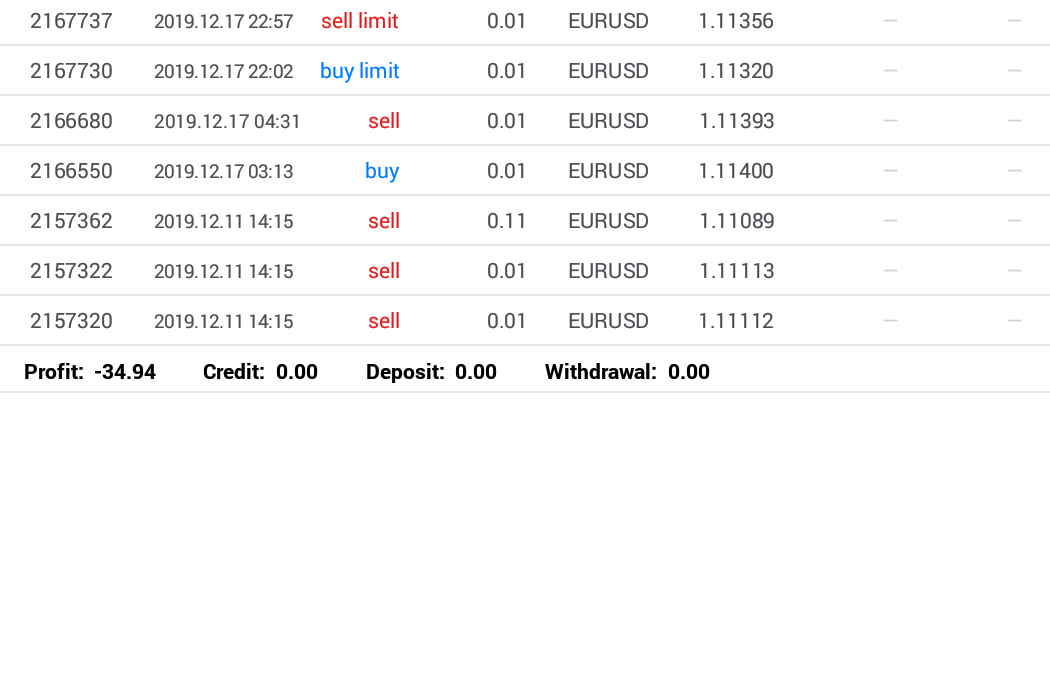 2167737 2019.12.17 22:57 sell limit 0.01 EURUSD 1.11356 — —
2167730 2019.12.17 22:02 buy limit 0.01 EURUSD 1.11320 — —
2166680 2019.12.17 04:31 sell 0.01 EURUSD 1.11393 — —
2166550 2019.12.17 03:13 buy 0.01 EURUSD 1.11400 — —
2157362 2019.12.11 14:15 sell 0.11 EURUSD 1.11089 — —
2157322 2019.12.11 14:15 sell 0.01 EURUSD 1.11113 — —
2157320 2019.12.11 14:15 sell 0.01 EURUSD 1.11112 — —
Profit: -34.94 Credit: 0.00 Deposit: 0.00 Withdrawal: 0.00